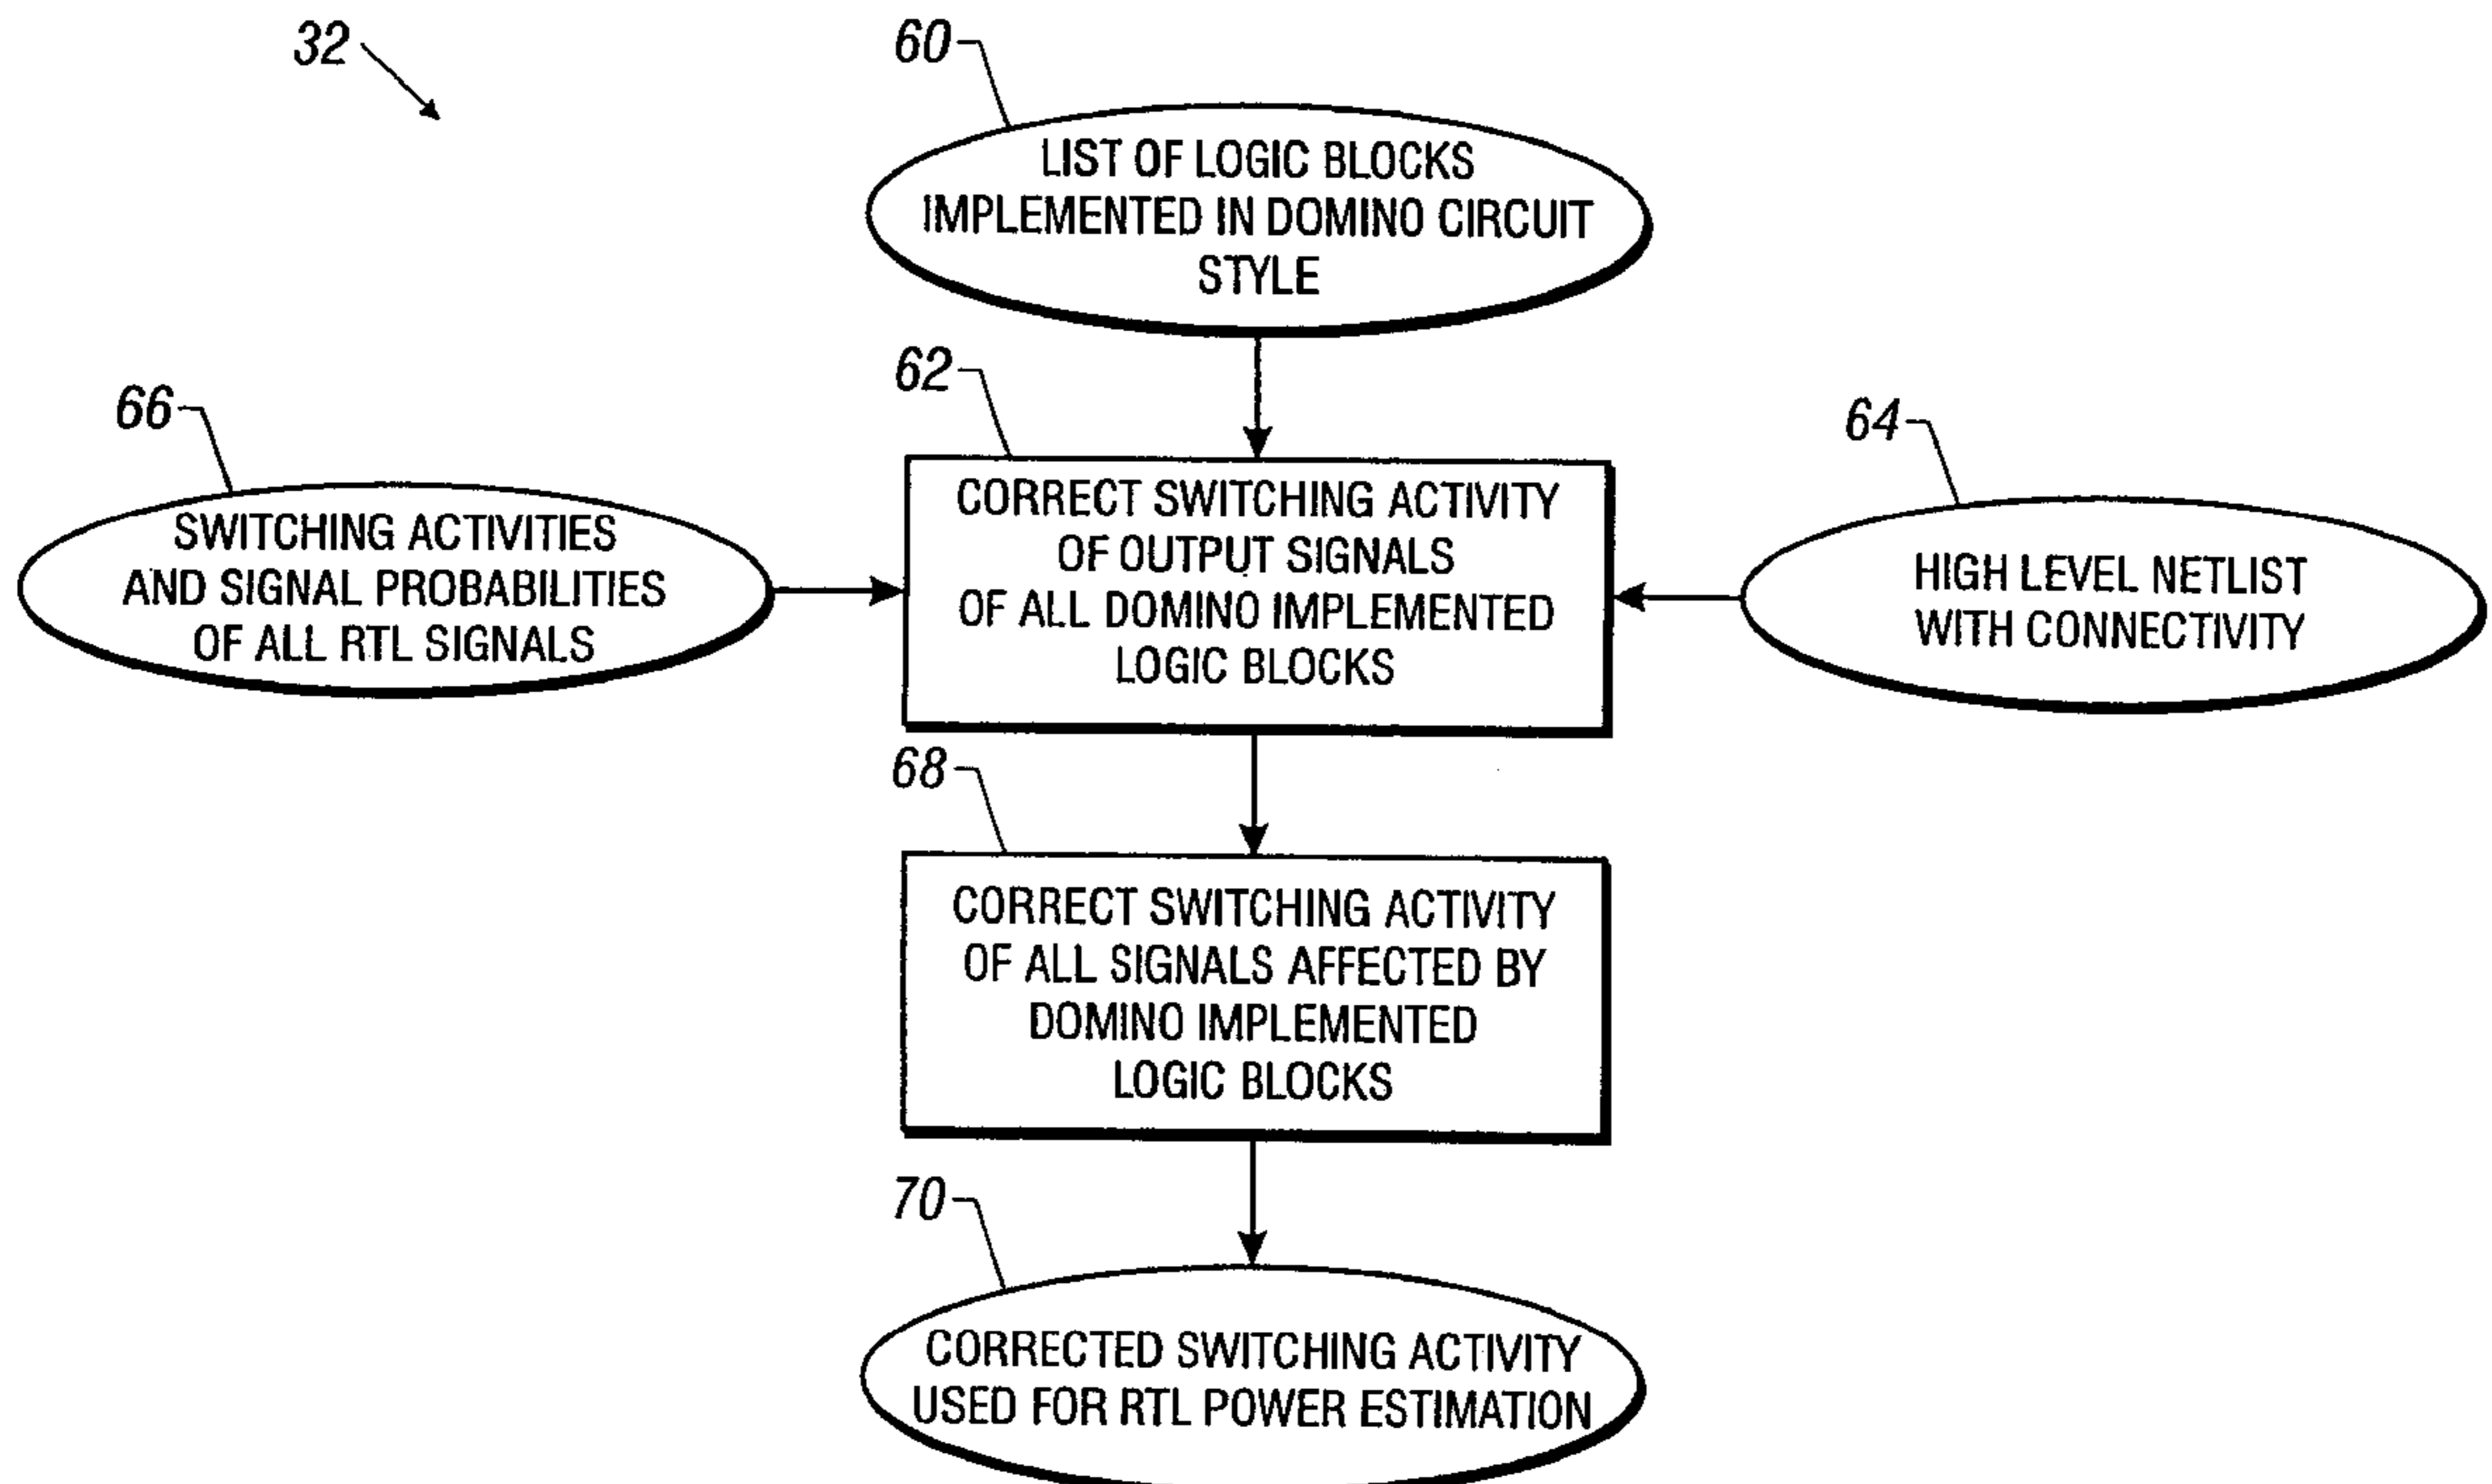 32
60
LIST OF LOGIC BLOCKS
IMPLEMENTED IN DOMINO CIRCUIT
STYLE
62
CORRECT SWITCHING ACTIVITY
OF OUTPUT SIGNALS
OF ALL DOMINO IMPLEMENTED
LOGIC BLOCKS
66
SWITCHING ACTIVITIES
AND SIGNAL PROBABILITIES
OF ALL RTL SIGNALS
64
HIGH LEVEL NETLIST
WITH CONNECTIVITY
68
CORRECT SWITCHING ACTIVITY
OF ALL SIGNALS AFFECTED BY
DOMINO IMPLEMENTED
LOGIC BLOCKS
70
CORRECTED SWITCHING ACTIVITY
USED FOR RTL POWER ESTIMATION